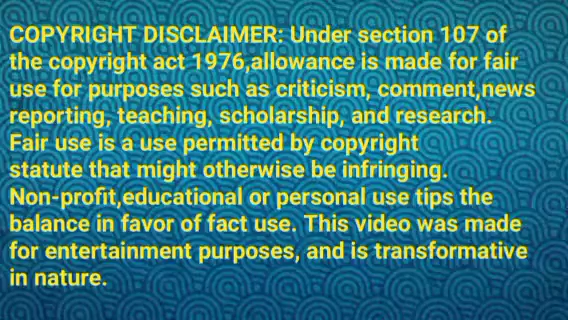 COPYRIGHT DISCLAIMER: Under section 107 of
the copyright act 1976,allowance is made for fair
use for purposes such as criticism, comment,news
reporting, teaching, scholarship, and research.
Fair use is a use permitted by copyright
statute that might otherwise be infringing.
Non-profit,educational or personal use tips the
balance in favor of fact use. This video was made
for entertainment purposes, and is transformative
in nature.